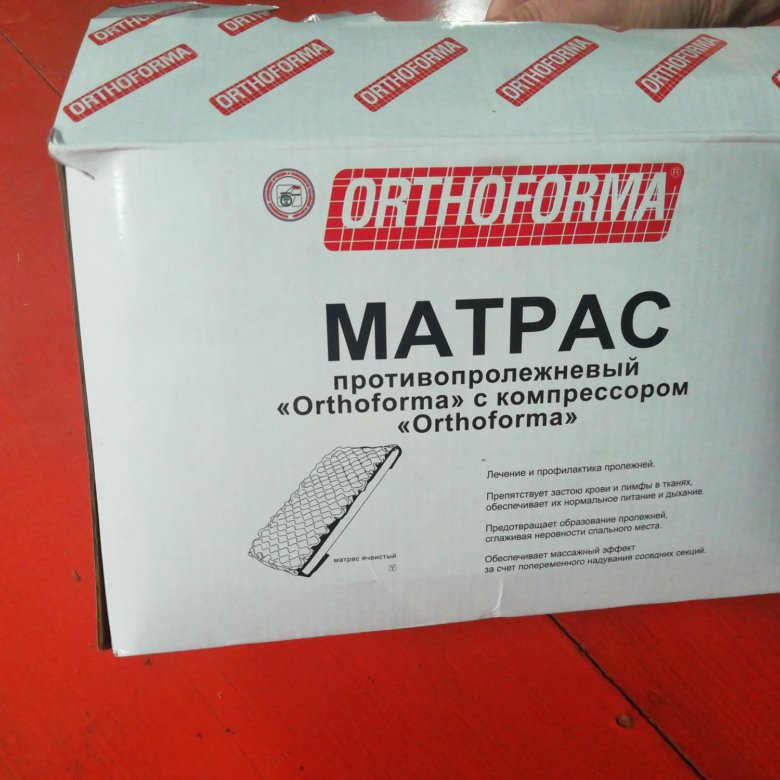 ORTHOFORMA
ORTHOFORMA
ORTHOFORMA ORTHOFORMA ORTHOFORMA ORTHOFORMA ORTHOFORMA
ORTHOFORMA®
МАТРАС
противопролежневый
«Orthoforma» с компрессором
«Orthoforma»
Лечение и профилактика пролежней.
Препятствует застою крови и лимфы в тканях,
обеспечивает их нормальное питание и дыхание.
Предотвращает образование пролежней,
сглаживая неровности спального места.
Обеспечивает массажный эффект
за счет попеременного надувания соседних секций.
матрас ячеистый
Y